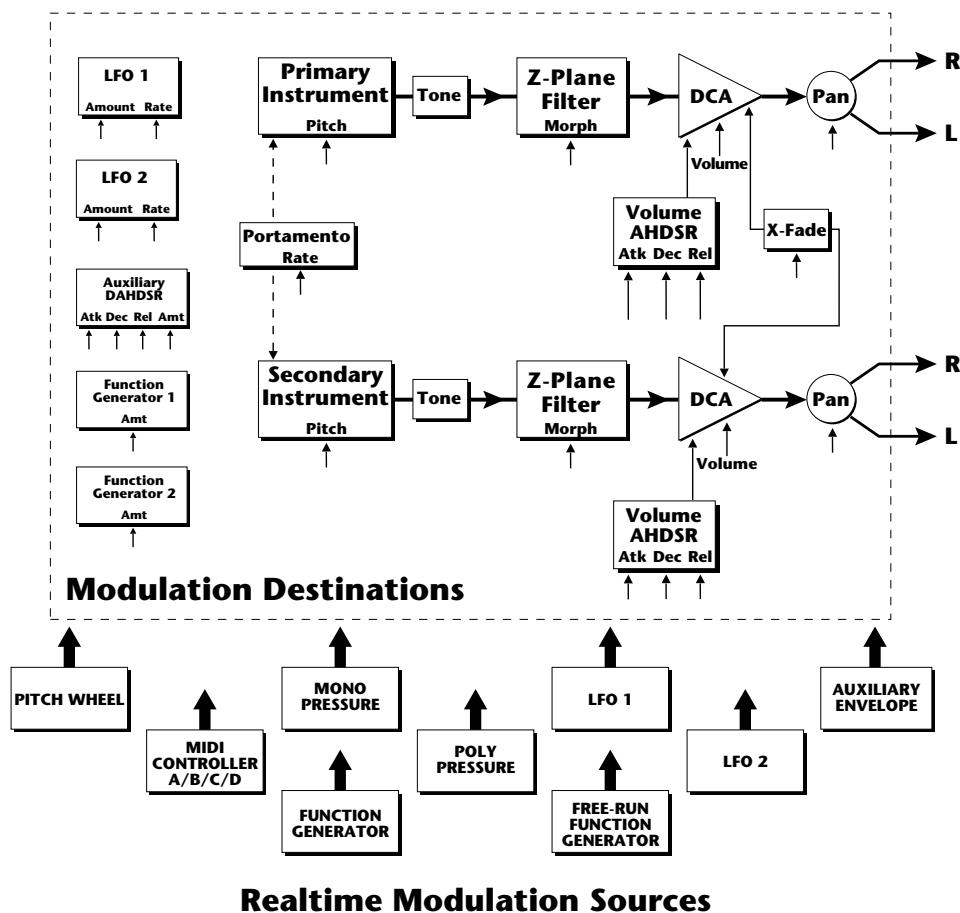 LFO 1
Amount Rate
LFO 2
Amount Rate
Auxiliary
DAHDSR
Atk Dec Rel Amt
Function
Generator 1
Amt
Function
Generator 2
Amt
Primary
Instrument
Pitch
Tone
Z-Plane
Filter
Morph
DCA
Pan
R
L
Volume
Volume
AHDSR
Atk Dec Rel
X-Fade
Portamento
Rate
Secondary
Instrument
Pitch
Tone
Z-Plane
Filter
Morph
DCA
Pan
R
L
Volume
Volume
AHDSR
Atk Dec Rel
Modulation Destinations
PITCH WHEEL
MIDI
CONTROLLER
A/B/C/D
MONO
PRESSURE
FUNCTION
GENERATOR
POLY
PRESSURE
LFO 1
FREE-RUN
FUNCTION
GENERATOR
LFO 2
AUXILIARY
ENVELOPE
Realtime Modulation Sources